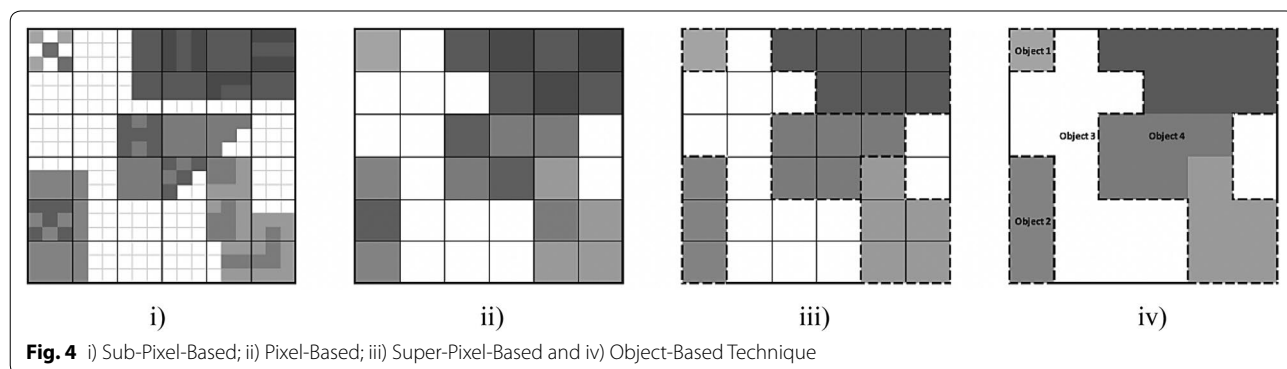 Object 1
Object 3
Object 4
Object 2
i)
ii)
iii)
iv)
Fig. 4 i) Sub-Pixel-Based; ii) Pixel-Based; iii) Super-Pixel-Based and iv) Object-Based Technique